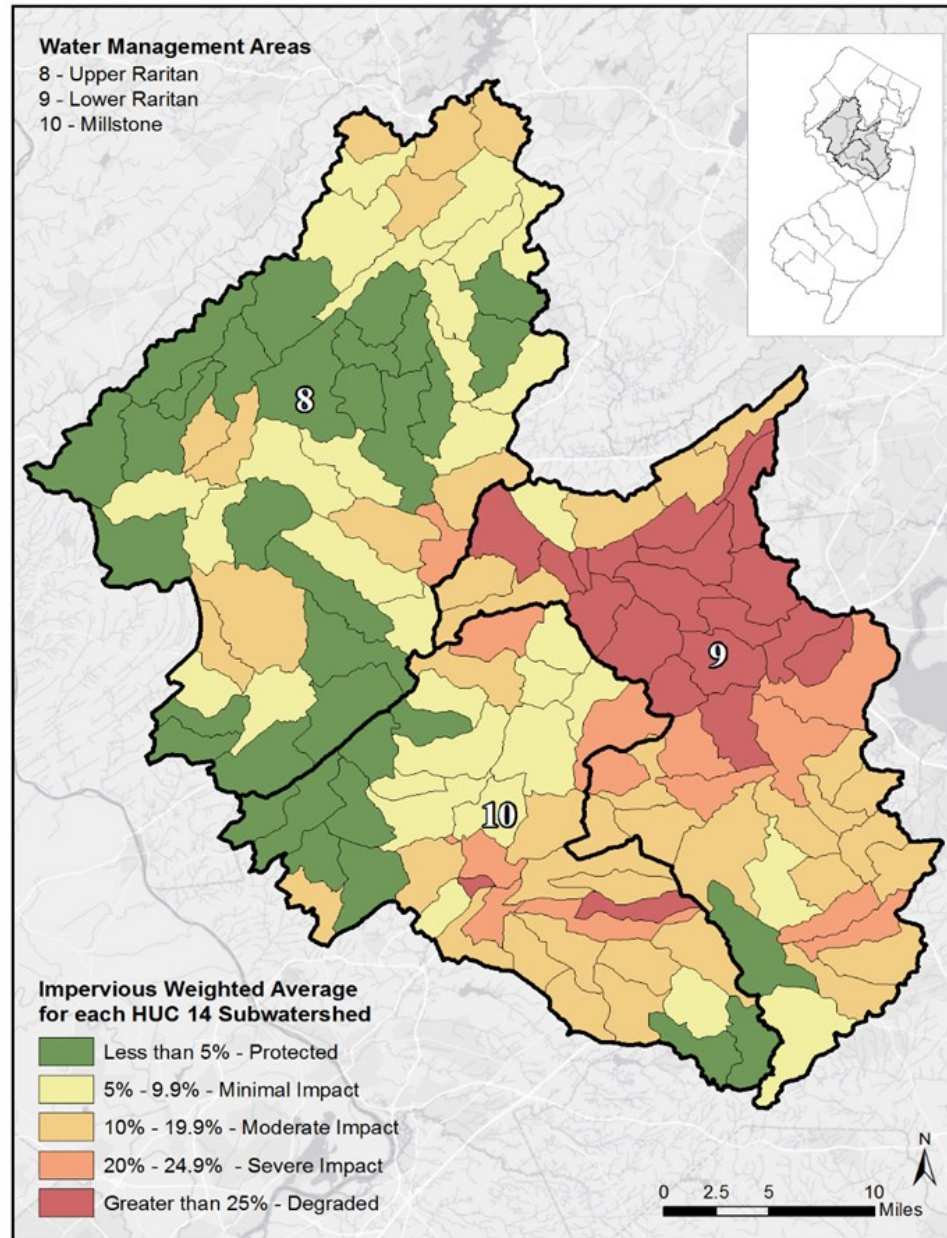 Water Management Areas
8 - Upper Raritan
9 - Lower Raritan
10 - Millstone
8
9
10
Impervious Weighted Average
for each HUC 14 Subwatershed
Less than 5% - Protected
5% - 9.9% - Minimal Impact
10% - 19.9% - Moderate Impact
20% - 24.9% - Severe Impact
Greater than 25% - Degraded
N
0 2.5 5 10
Miles